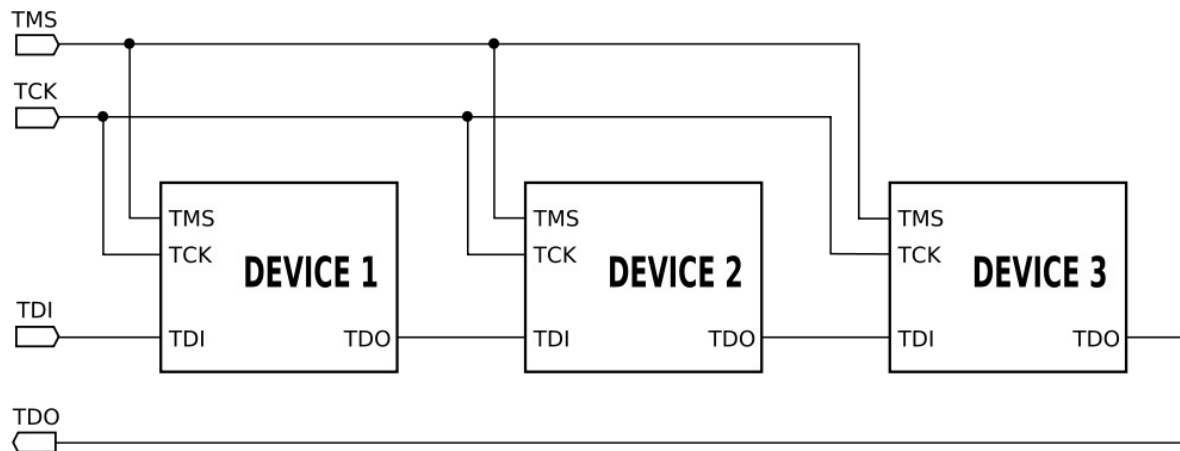 TMS
TCK
TMS
TCK
DEVICE 1
TDI
TDO
TMS
TCK
DEVICE 2
TDI
TDO
TMS
TCK
DEVICE 3
TDI
TDO
TDI
TDO